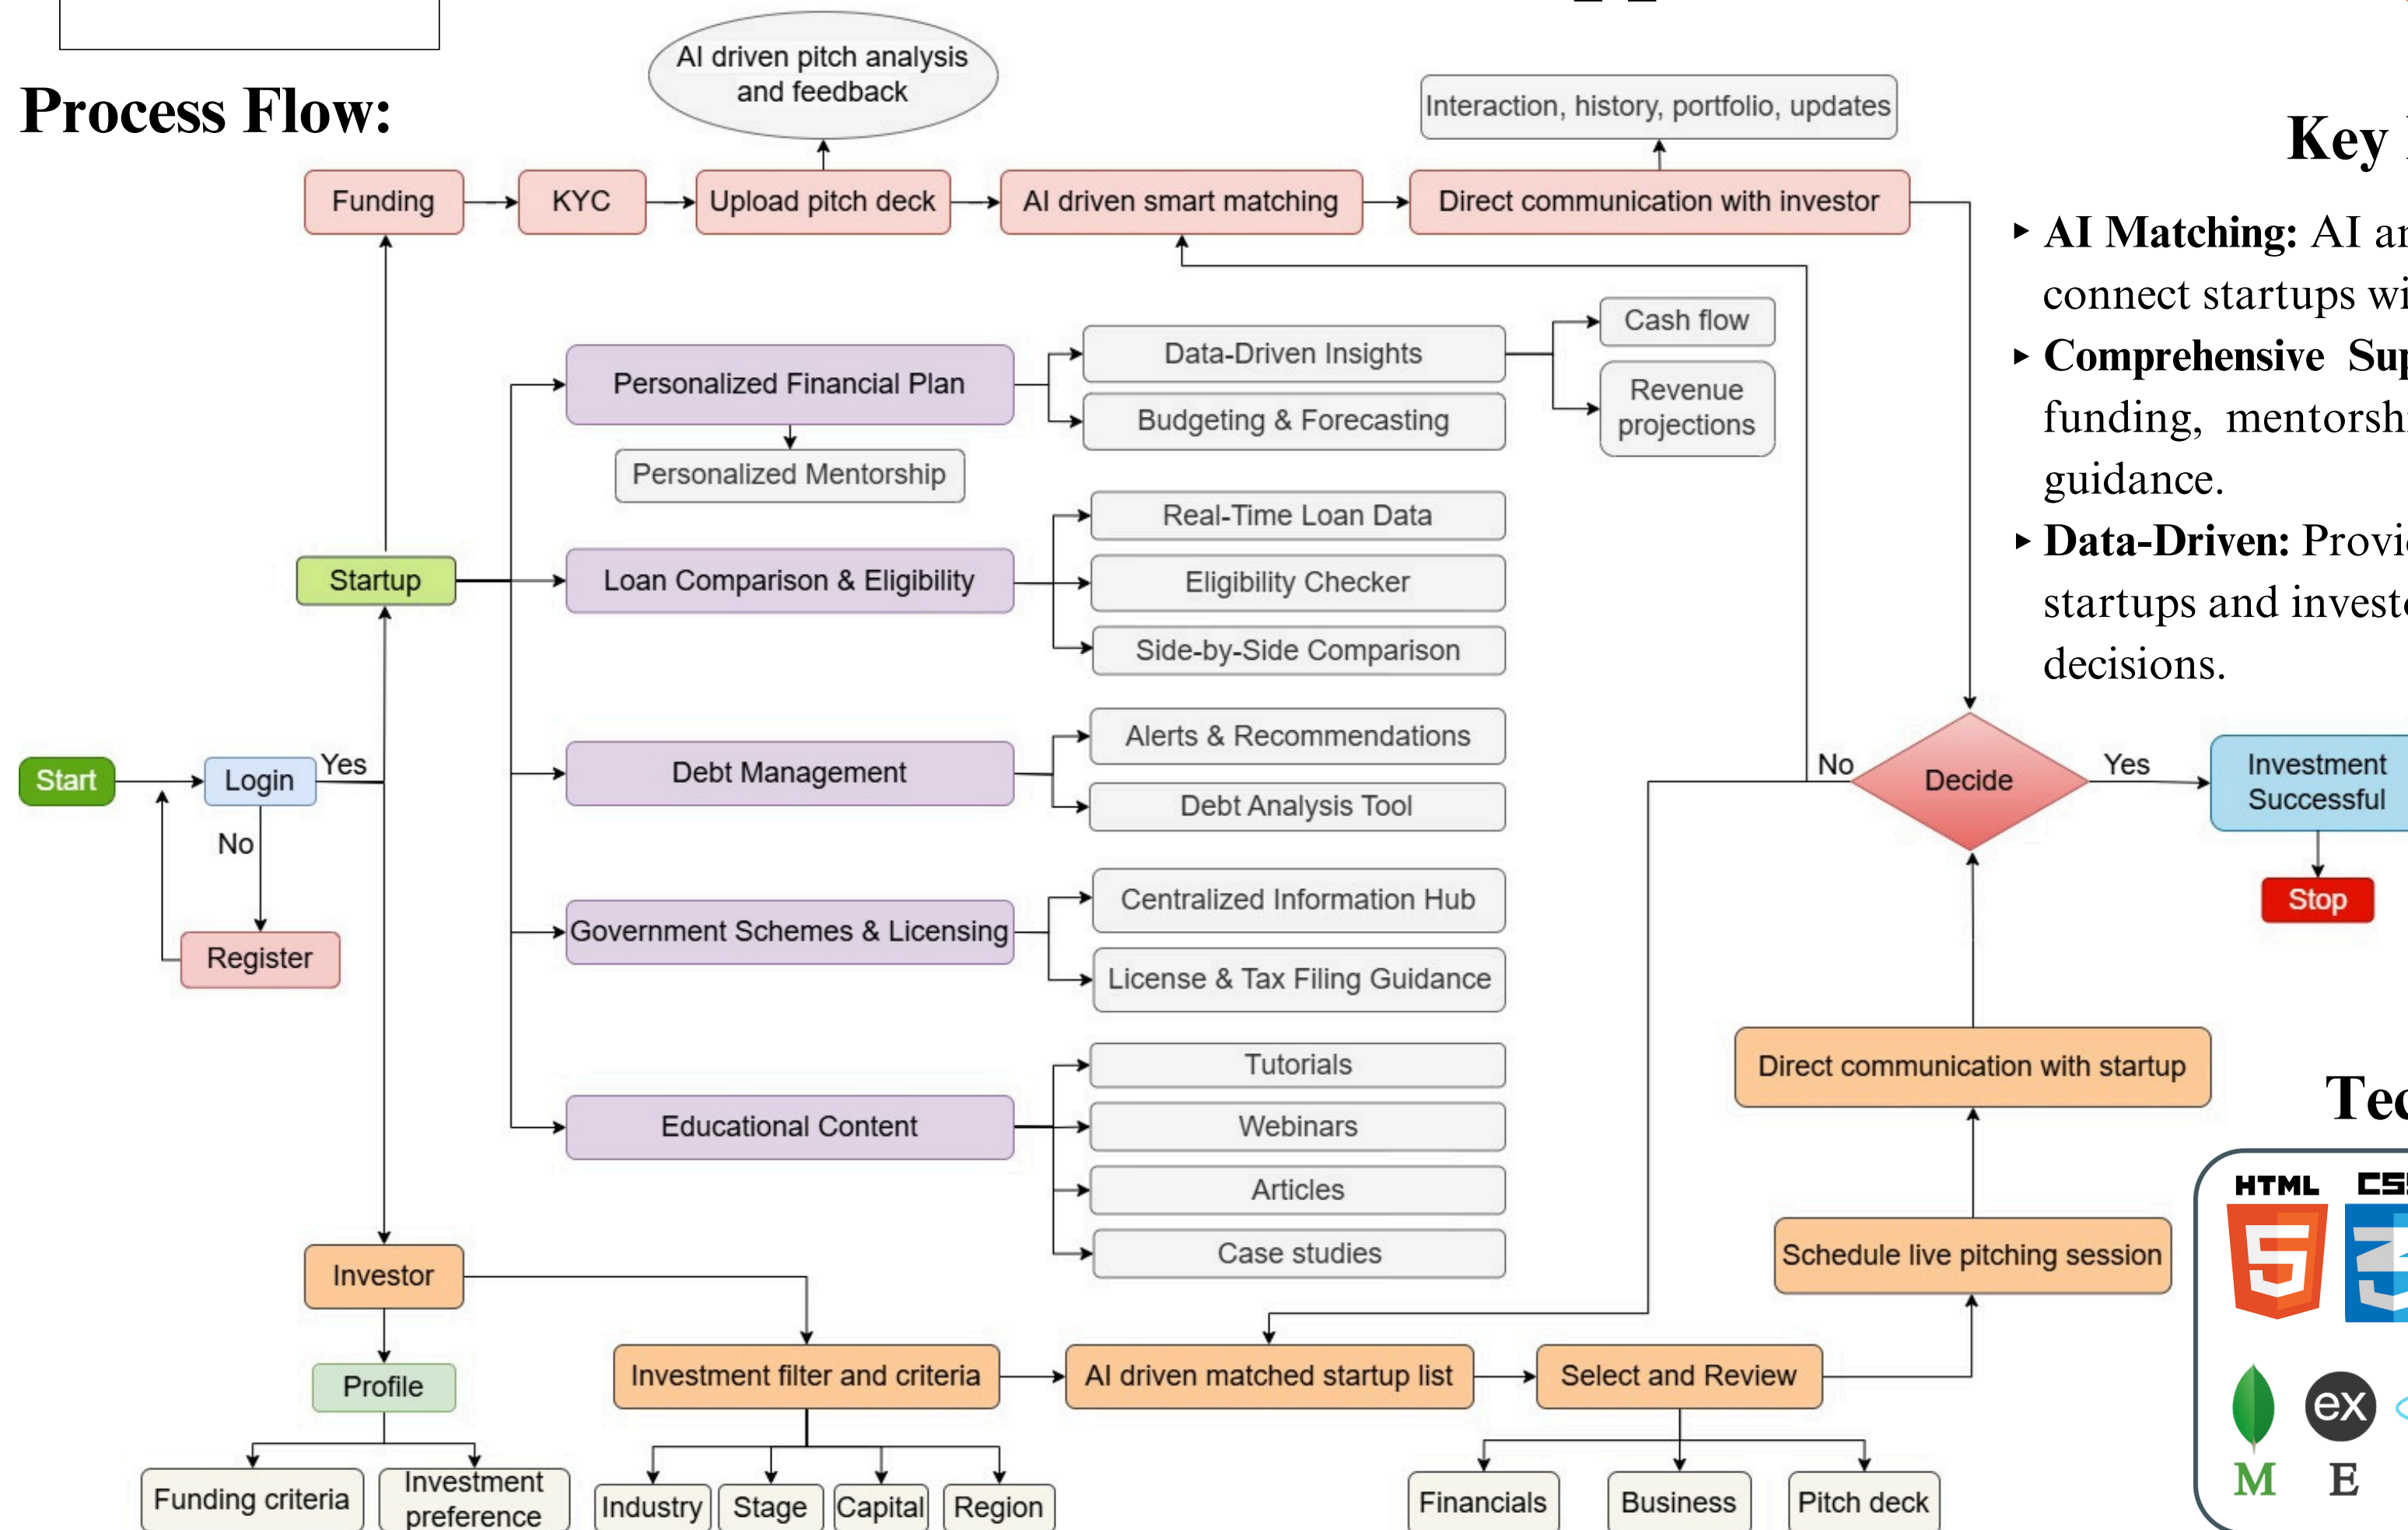 Process Flow:
AI driven pitch analysis
and feedback
Interaction, history, portfolio, updates
Funding
KYC
Upload pitch deck
AI driven smart matching
Direct communication with investor
Personalized Financial Plan
Personalized Mentorship
Data-Driven Insights
Budgeting & Forecasting
Cash flow
Revenue
projections
Startup
Loan Comparison & Eligibility
Real-Time Loan Data
Eligibility Checker
Side-by-Side Comparison
Start
Login
Yes
No
Register
Debt Management
Alerts & Recommendations
Debt Analysis Tool
Government Schemes & Licensing
Centralized Information Hub
License & Tax Filing Guidance
Educational Content
Tutorials
Webinars
Articles
Case studies
No
Decide
Yes
Investment
Successful
Stop
Direct communication with startup
Schedule live pitching session
Investor
Profile
Funding criteria
Investment
preference
Investment filter and criteria
Industry
Stage
Capital
Region
AI driven matched startup list
Select and Review
Financials
Business
Pitch deck
Key
AI Matching: AI
connect startups
Comprehensive
funding,
guidance.
Data-Driven:
startups and
decisions.
HTML
5
ex
M
E